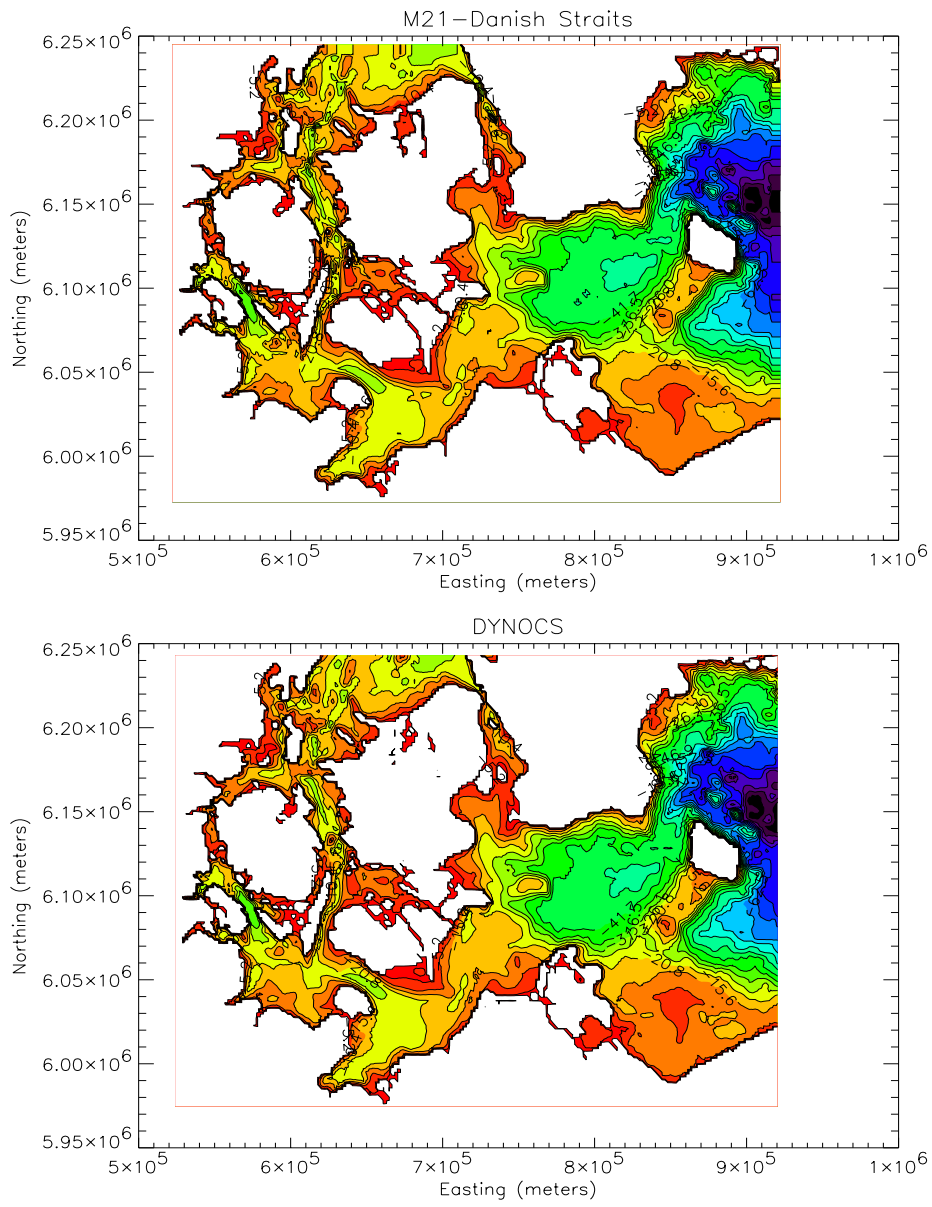 M21−Danish Straits
6.25×10⁶
6.20×10⁶
6.15×10⁶
6.10×10⁶
6.05×10⁶
6.00×10⁶
5.95×10⁶
Northing (meters)
5×10⁵ 6×10⁵ 7×10⁵ 8×10⁵ 9×10⁵ 1×10⁶
Easting (meters)
−20.8
−15.6
DYNOCS
6.25×10⁶
6.20×10⁶
6.15×10⁶
6.10×10⁶
6.05×10⁶
6.00×10⁶
5.95×10⁶
Northing (meters)
5×10⁵ 6×10⁵ 7×10⁵ 8×10⁵ 9×10⁵ 1×10⁶
Easting (meters)
−20.8
−15.6